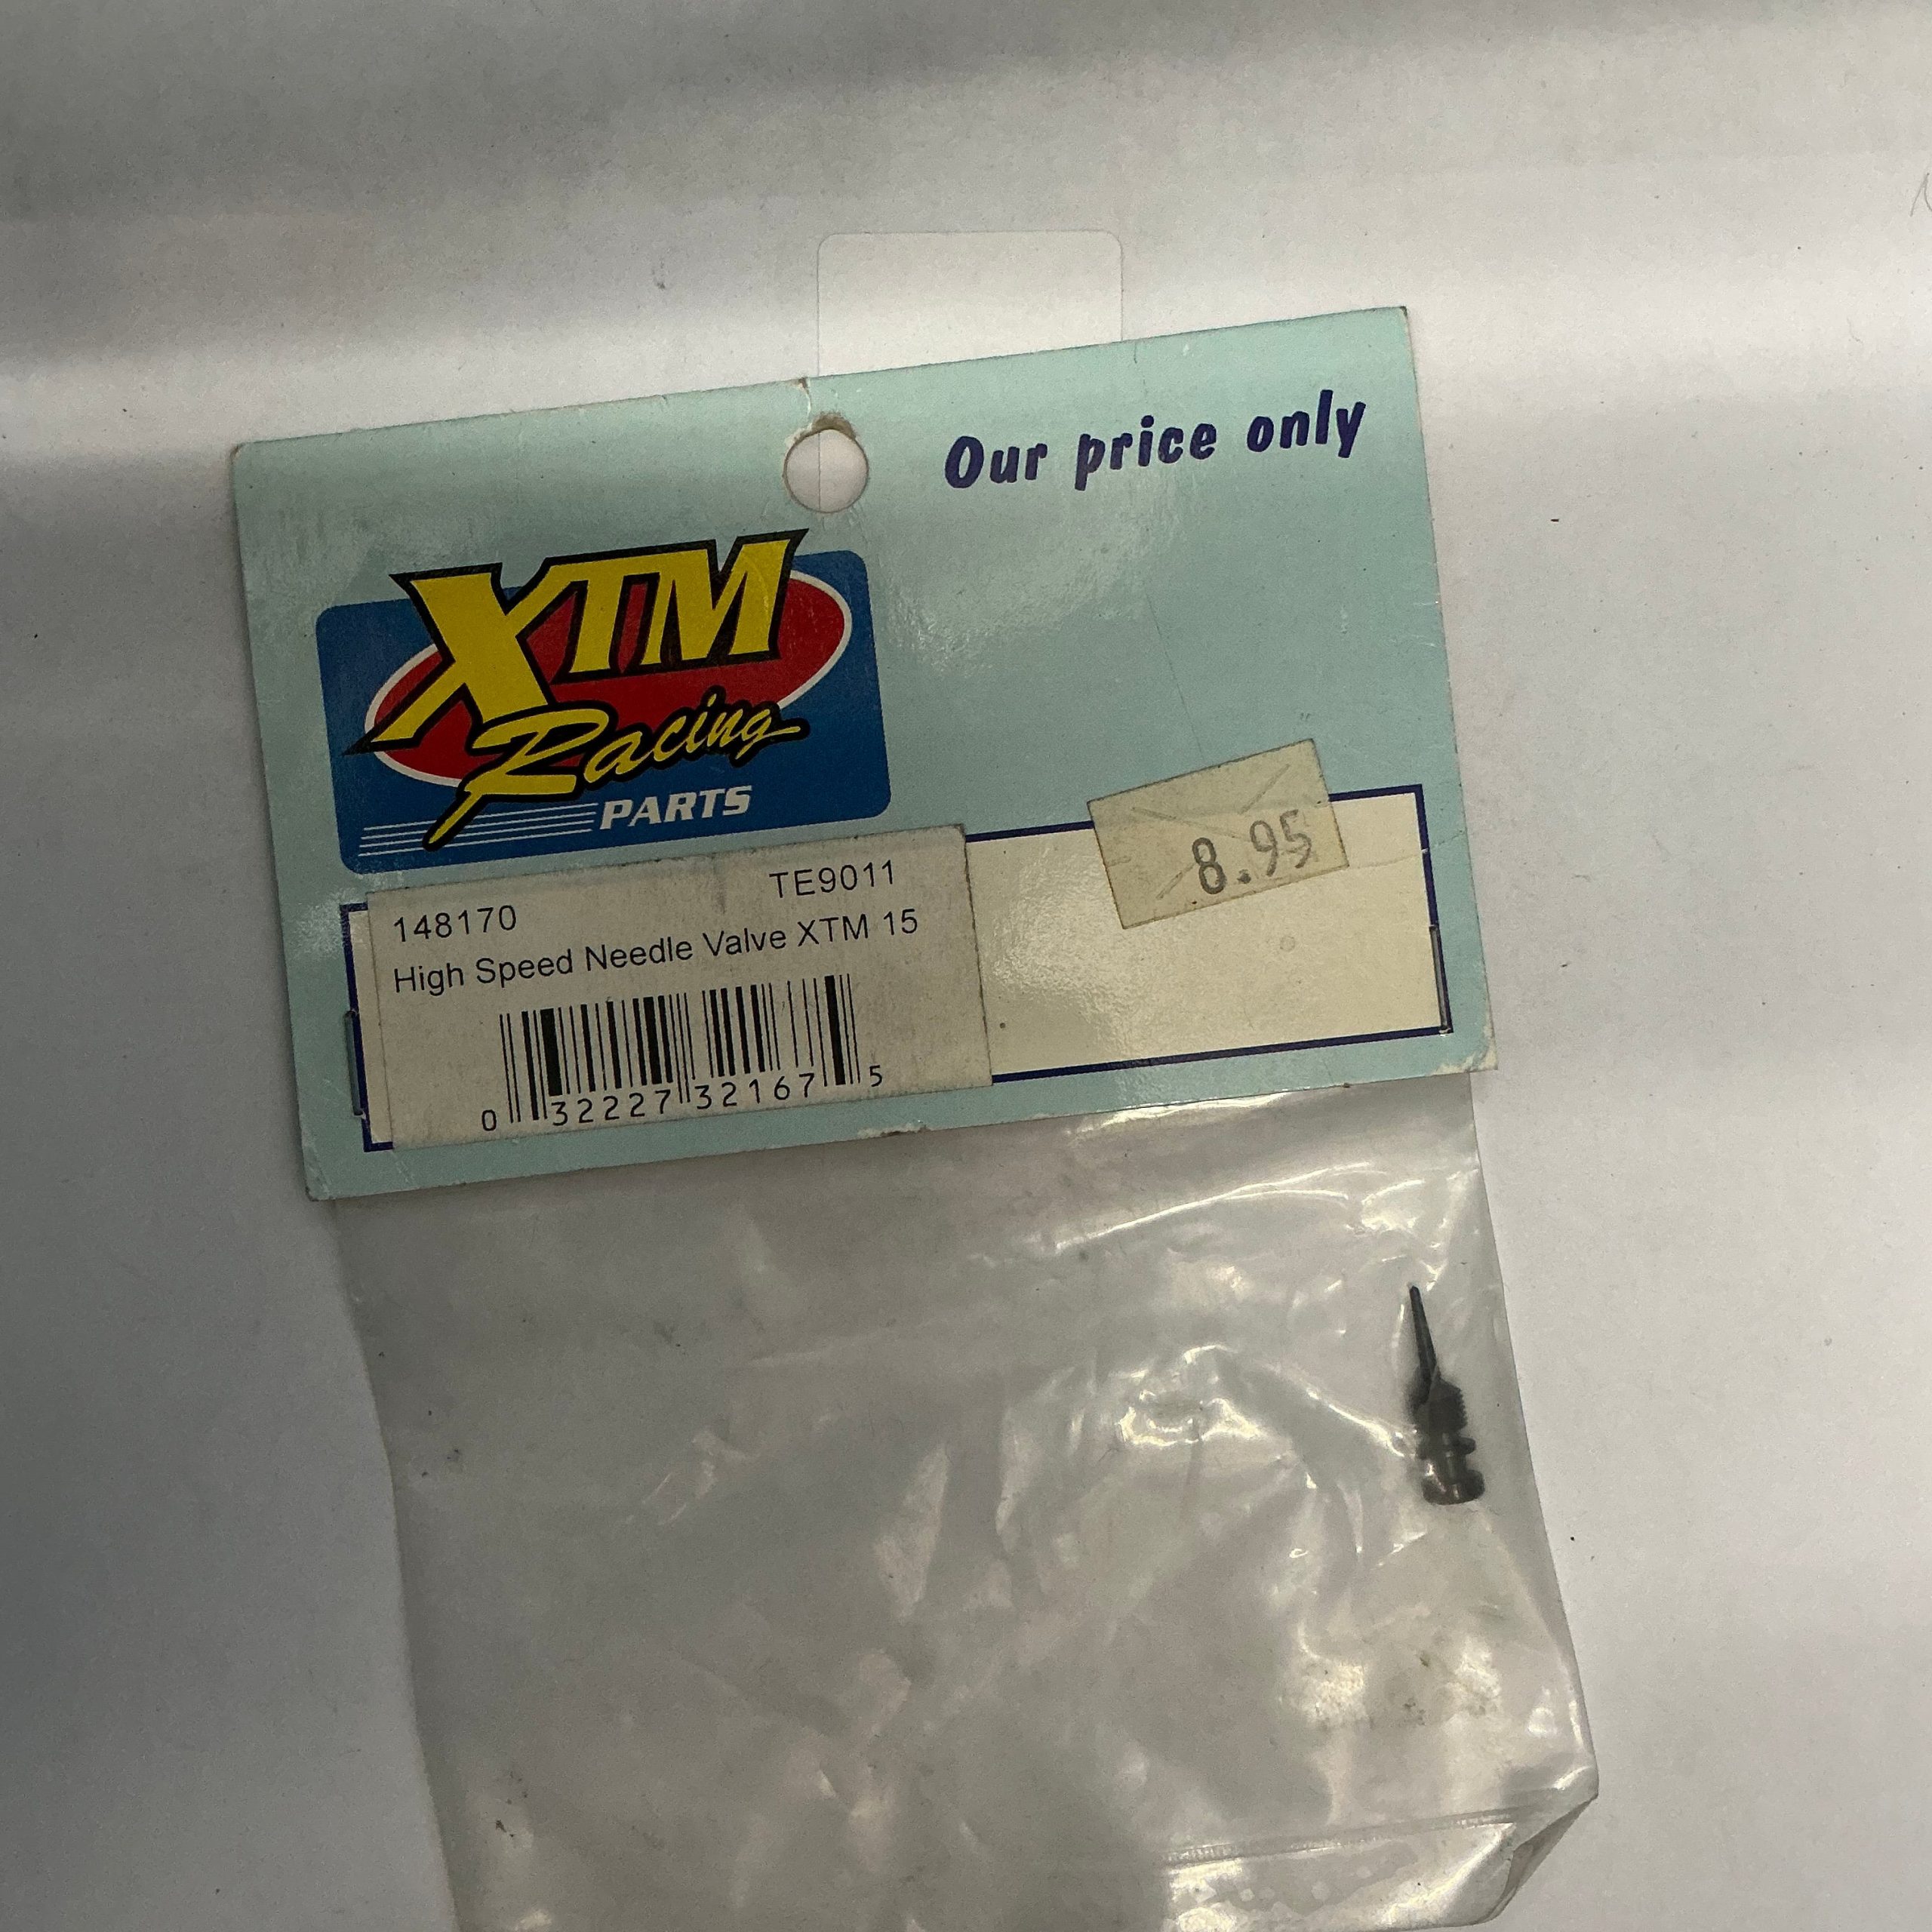 Our price only
XTM
Racing
PARTS
8.95
148170 TE9011
High Speed Needle Valve XTM 15
0 32227 32167 5